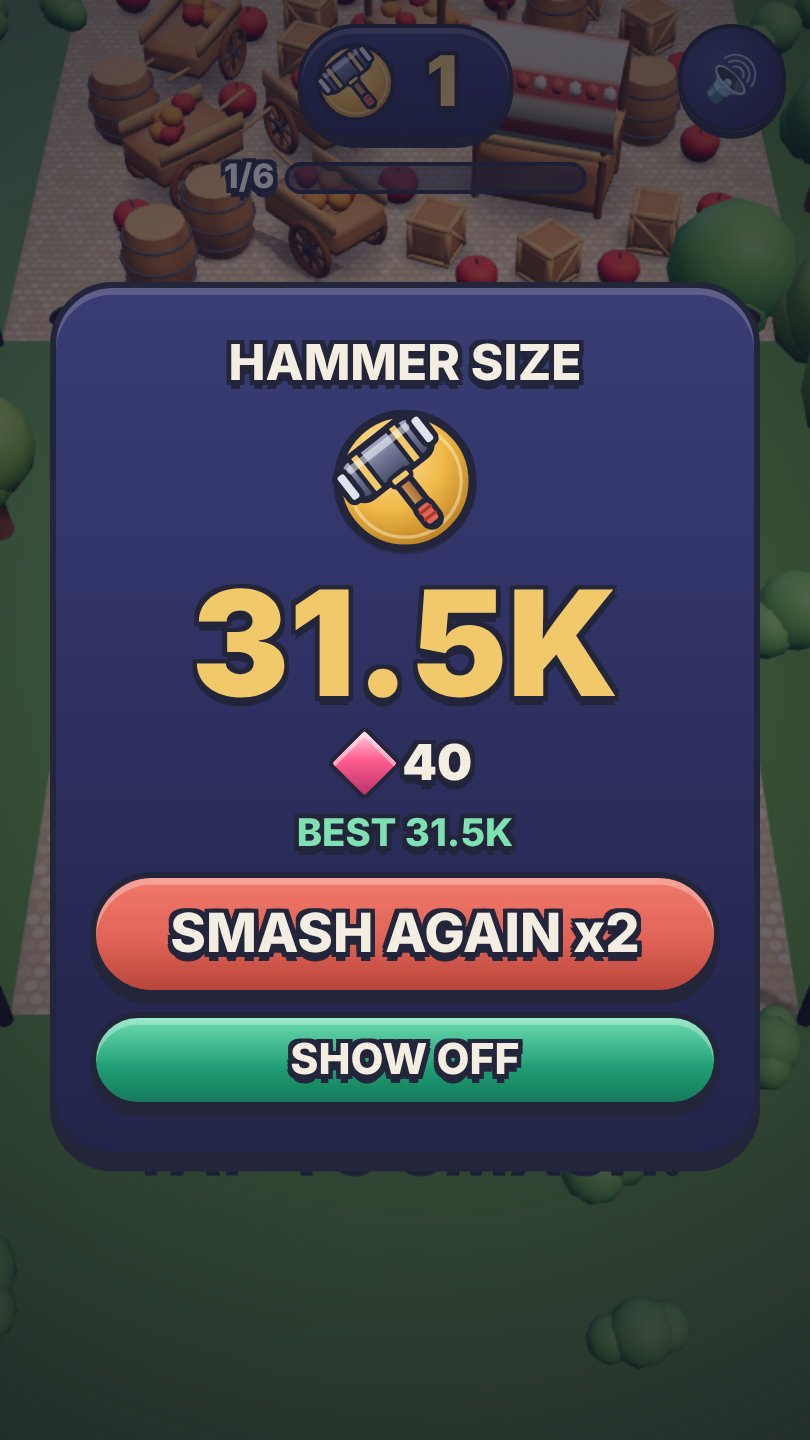 1
1/6
HAMMER SIZE
31.5K
40
BEST 31.5K
SMASH AGAIN x2
SHOW OFF